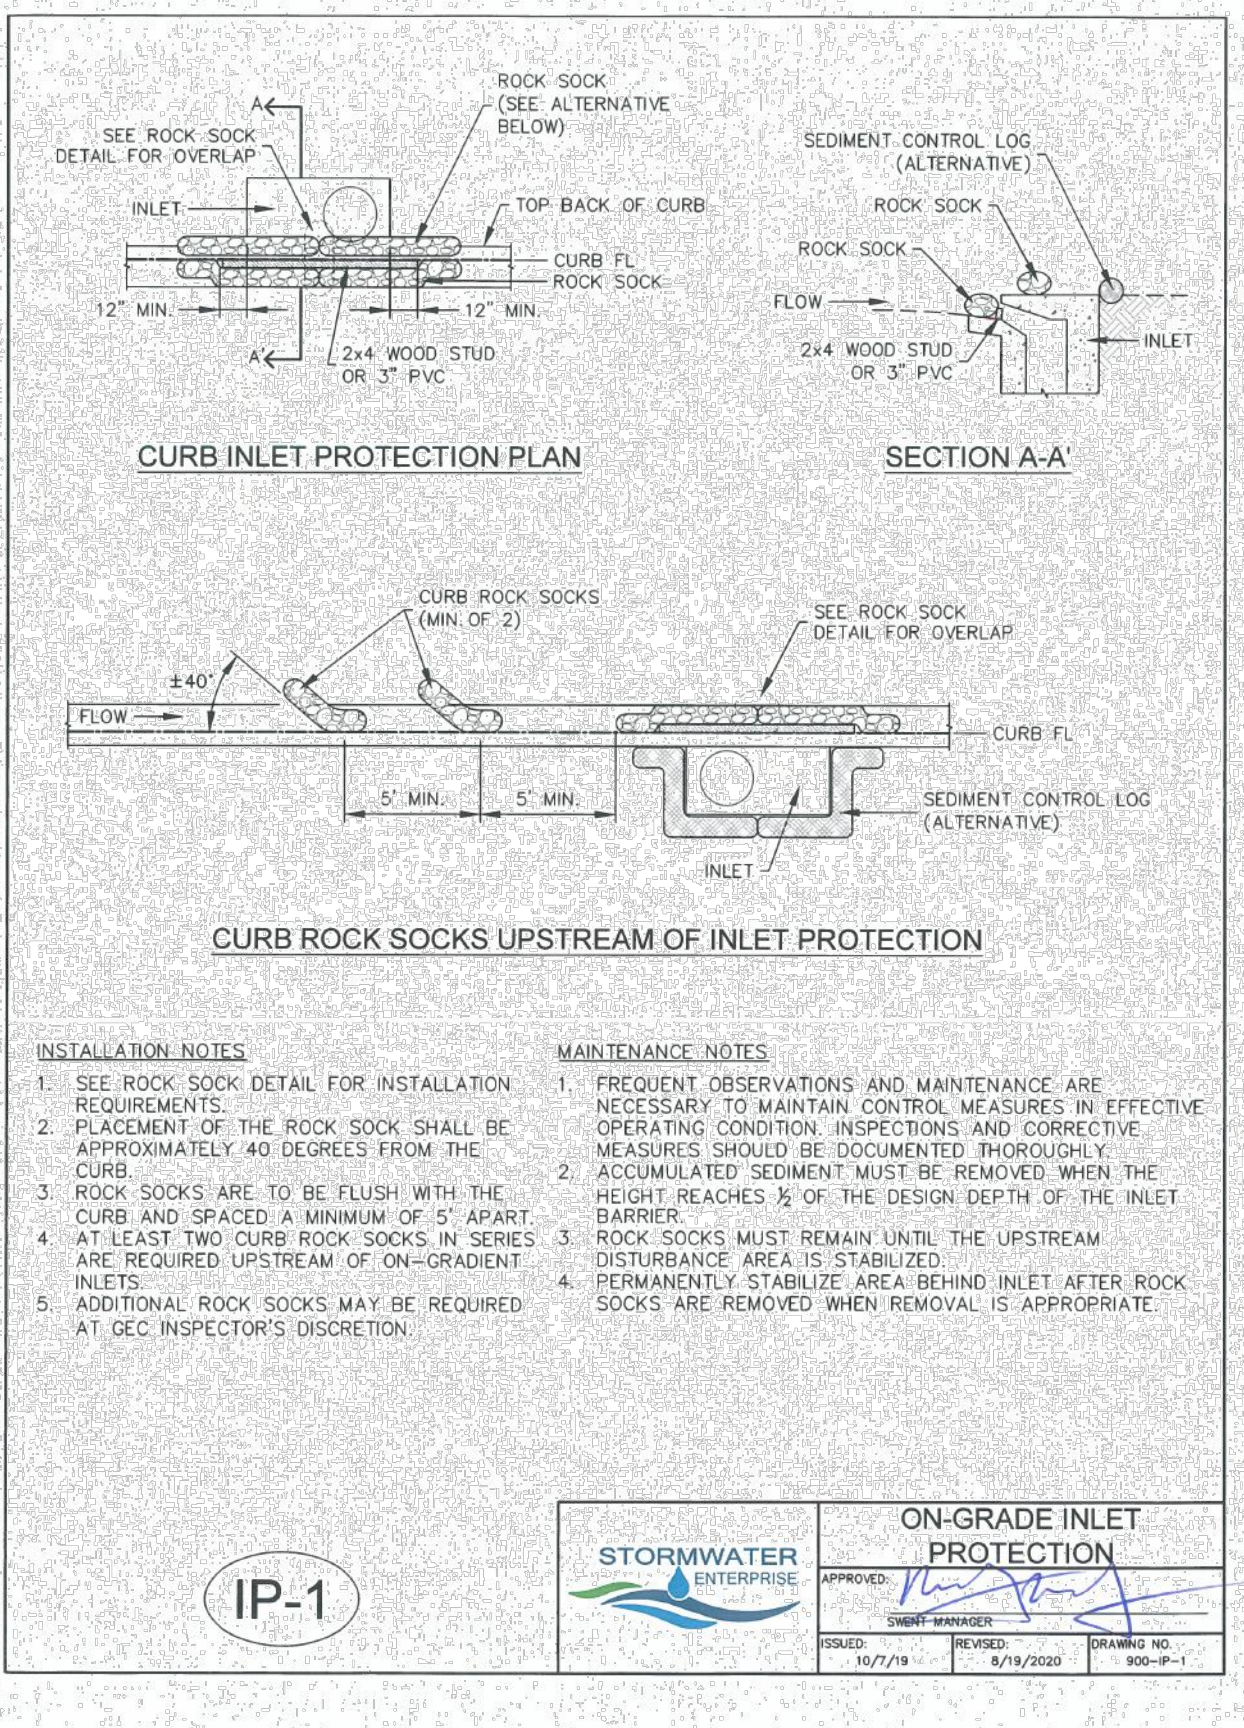 ROCK SOCK
(SEE ALTERNATIVE
BELOW)
A
SEE ROCK SOCK
DETAIL FOR OVERLAP
INLET
TOP BACK OF CURB
CURB FL
ROCK SOCK
12" MIN.
12" MIN.
A'
2x4 WOOD STUD
OR 3" PVC
CURB INLET PROTECTION PLAN
SEDIMENT CONTROL LOG
(ALTERNATIVE)
ROCK SOCK
ROCK SOCK
FLOW
2x4 WOOD STUD
OR 3" PVC
INLET
SECTION A-A'
CURB ROCK SOCKS
(MIN OF 2)
SEE ROCK SOCK
DETAIL FOR OVERLAP
±40°
FLOW
CURB FL
5' MIN.
5' MIN.
SEDIMENT CONTROL LOG
(ALTERNATIVE)
INLET
CURB ROCK SOCKS UPSTREAM OF INLET PROTECTION
INSTALLATION NOTES
1. SEE ROCK SOCK DETAIL FOR INSTALLATION
REQUIREMENTS.
2. PLACEMENT OF THE ROCK SOCK SHALL BE
APPROXIMATELY 40 DEGREES FROM THE
CURB.
3. ROCK SOCKS ARE TO BE FLUSH WITH THE
CURB AND SPACED A MINIMUM OF 5' APART.
4. AT LEAST TWO CURB ROCK SOCKS IN SERIES
ARE REQUIRED UPSTREAM OF ON-GRADIENT
INLETS.
5. ADDITIONAL ROCK SOCKS MAY BE REQUIRED
AT GEC INSPECTOR'S DISCRETION.
MAINTENANCE NOTES
1. FREQUENT OBSERVATIONS AND MAINTENANCE ARE
NECESSARY TO MAINTAIN CONTROL MEASURES IN EFFECTIVE
OPERATING CONDITION. INSPECTIONS AND CORRECTIVE
MEASURES SHOULD BE DOCUMENTED THOROUGHLY.
2. ACCUMULATED SEDIMENT MUST BE REMOVED WHEN THE
HEIGHT REACHES ½ OF THE DESIGN DEPTH OF THE INLET
BARRIER.
3. ROCK SOCKS MUST REMAIN UNTIL THE UPSTREAM
DISTURBANCE AREA IS STABILIZED.
4. PERMANENTLY STABILIZE AREA BEHIND INLET AFTER ROCK
SOCKS ARE REMOVED WHEN REMOVAL IS APPROPRIATE.
IP-1
STORMWATER
ENTERPRISE
ON-GRADE INLET
PROTECTION
APPROVED:
SWENT MANAGER
ISSUED:
10/7/19
REVISED:
8/19/2020
DRAWING NO.
900-IP-1